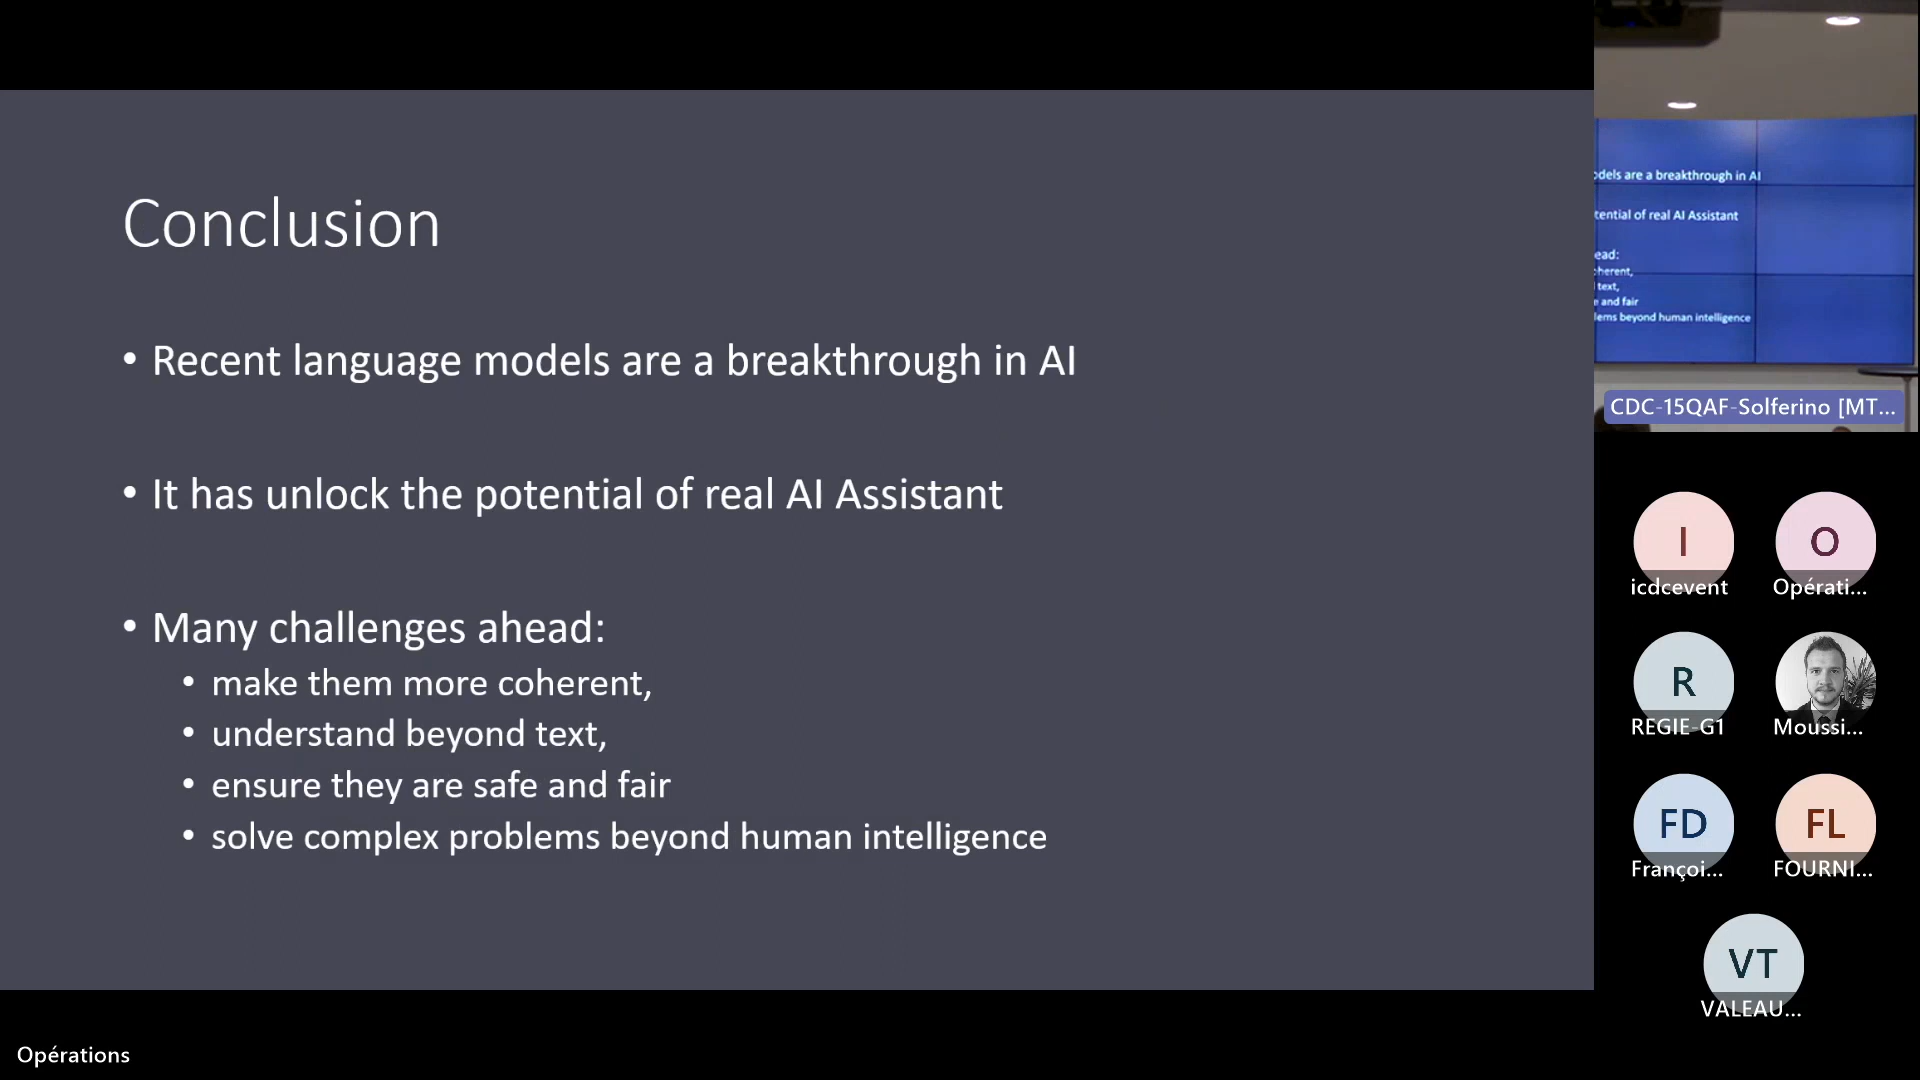 Conclusion
• Recent language models are a breakthrough in AI
• It has unlock the potential of real AI Assistant
• Many challenges ahead:
• make them more coherent,
• understand beyond text,
• ensure they are safe and fair
• solve complex problems beyond human intelligence
Opérations
dels are a breakthrough in AI
tential of real AI Assistant
ead:
herent,
text,
and fair
lems beyond human intelligence
CDC-15QAF-Solferino [MT...
I
icdcevent
O
Opérati...
R
REGIE-G1
Moussi...
FD
Françoi...
FL
FOURNI...
VT
VALEAU...